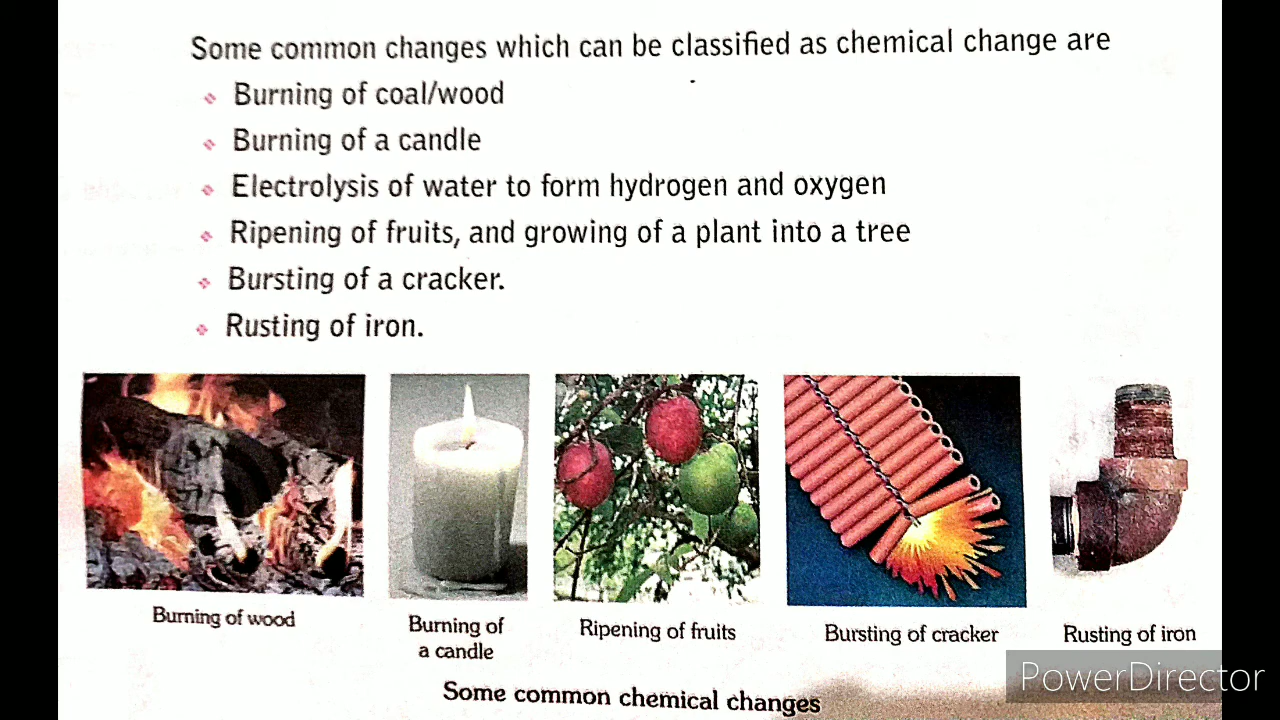 Some common changes which can be classified as chemical change are
Burning of coal/wood
Burning of a candle
Electrolysis of water to form hydrogen and oxygen
Ripening of fruits, and growing of a plant into a tree
Bursting of a cracker.
Rusting of iron.
Burning of wood
Burning of
a candle
Ripening of fruits
Bursting of cracker
Rusting of iron
Some common chemical changes
PowerDirector